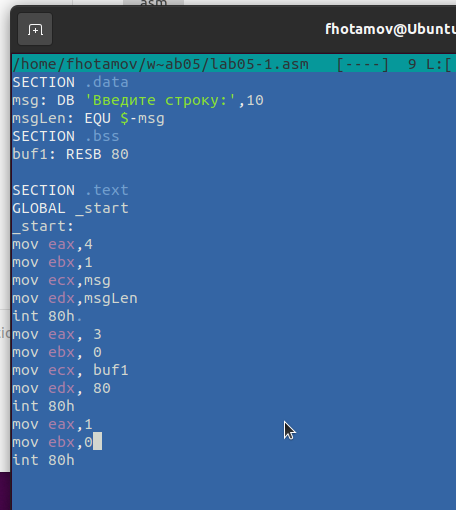 asm
fhotamov@Ubuntu
/home/fhotamov/w~ab05/lab05-1.asm [----] 9 L:[
SECTION .data
msg: DB 'Введите строку:',10
msgLen: EQU $-msg
SECTION .bss
buf1: RESB 80
SECTION .text
GLOBAL _start
_start:
mov eax,4
mov ebx,1
mov ecx,msg
mov edx,msgLen
int 80h.
mov eax, 3
mov ebx, 0
mov ecx, buf1
mov edx, 80
int 80h
mov eax,1
mov ebx,0
int 80h